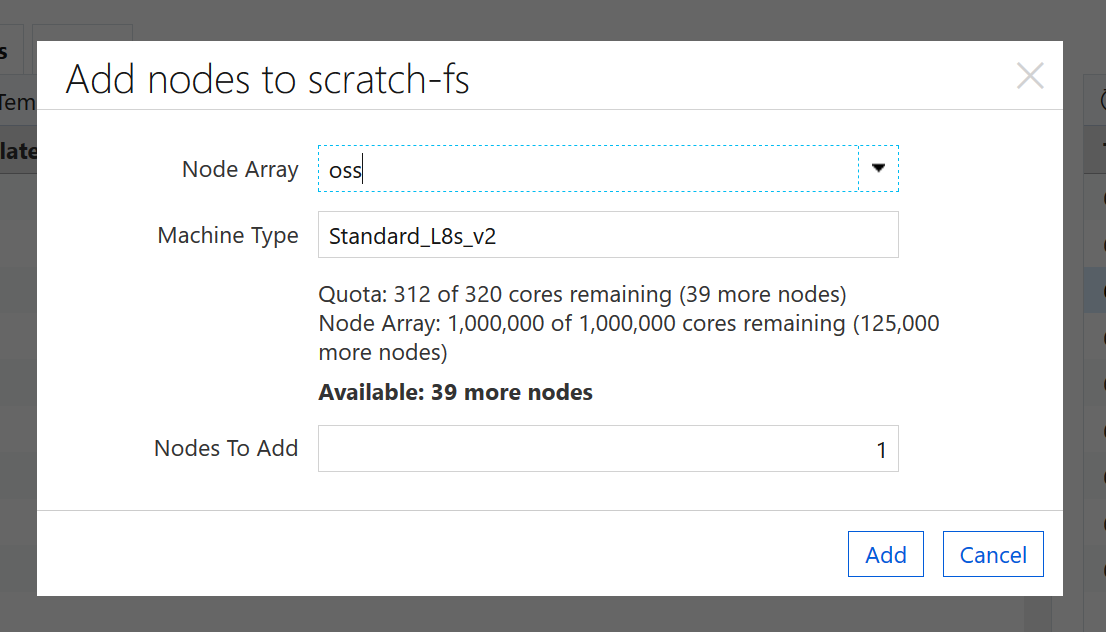 s
Tem
late
Add nodes to scratch-fs
Node Array
oss
Machine Type
Standard_L8s_v2
Quota: 312 of 320 cores remaining (39 more nodes)
Node Array: 1,000,000 of 1,000,000 cores remaining (125,000
more nodes)
Available: 39 more nodes
Nodes To Add
1
Add
Cancel